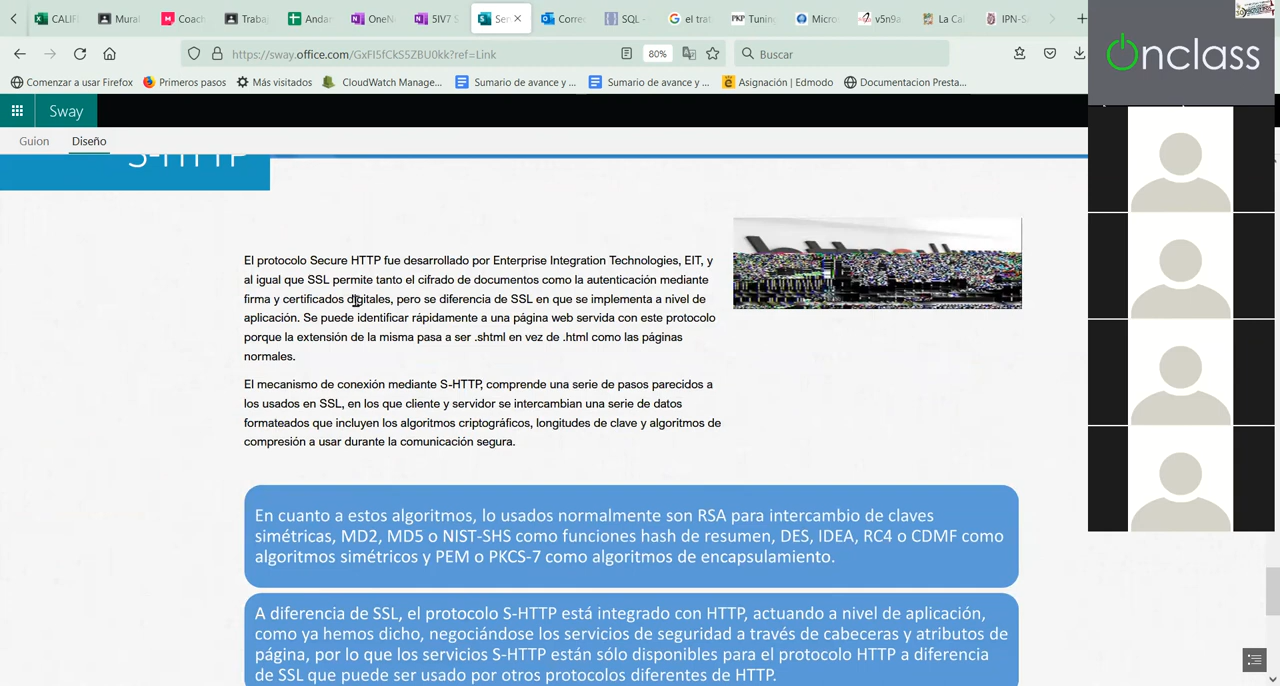 CALIFI
Mural
Coach
Trabaj
Andar
OneNo
5IV7 S
Ser
Correo
SQL -
el trat
Tuning
Micro
v5n9a
La Cal
IPN-S
https://sway.office.com/GxFI5fCkS5ZBU0kk?ref=Link
80%
Buscar
Comenzar a usar Firefox
Primeros pasos
Más visitados
CloudWatch Manage...
Sumario de avance y ...
Sumario de avance y ...
Asignación | Edmodo
Documentacion Presta...
Onclass
Sway
Guion
Diseño
S-HTTP
El protocolo Secure HTTP fue desarrollado por Enterprise Integration Technologies, EIT, y
al igual que SSL permite tanto el cifrado de documentos como la autenticación mediante
firma y certificados digitales, pero se diferencia de SSL en que se implementa a nivel de
aplicación. Se puede identificar rápidamente a una página web servida con este protocolo
porque la extensión de la misma pasa a ser .shtml en vez de .html como las páginas
normales.
El mecanismo de conexión mediante S-HTTP, comprende una serie de pasos parecidos a
los usados en SSL, en los que cliente y servidor se intercambian una serie de datos
formateados que incluyen los algoritmos criptográficos, longitudes de clave y algoritmos de
compresión a usar durante la comunicación segura.
En cuanto a estos algoritmos, lo usados normalmente son RSA para intercambio de claves
simétricas, MD2, MD5 o NIST-SHS como funciones hash de resumen, DES, IDEA, RC4 o CDMF como
algoritmos simétricos y PEM o PKCS-7 como algoritmos de encapsulamiento.
A diferencia de SSL, el protocolo S-HTTP está integrado con HTTP, actuando a nivel de aplicación,
como ya hemos dicho, negociándose los servicios de seguridad a través de cabeceras y atributos de
página, por lo que los servicios S-HTTP están sólo disponibles para el protocolo HTTP a diferencia
de SSL que puede ser usado por otros protocolos diferentes de HTTP.